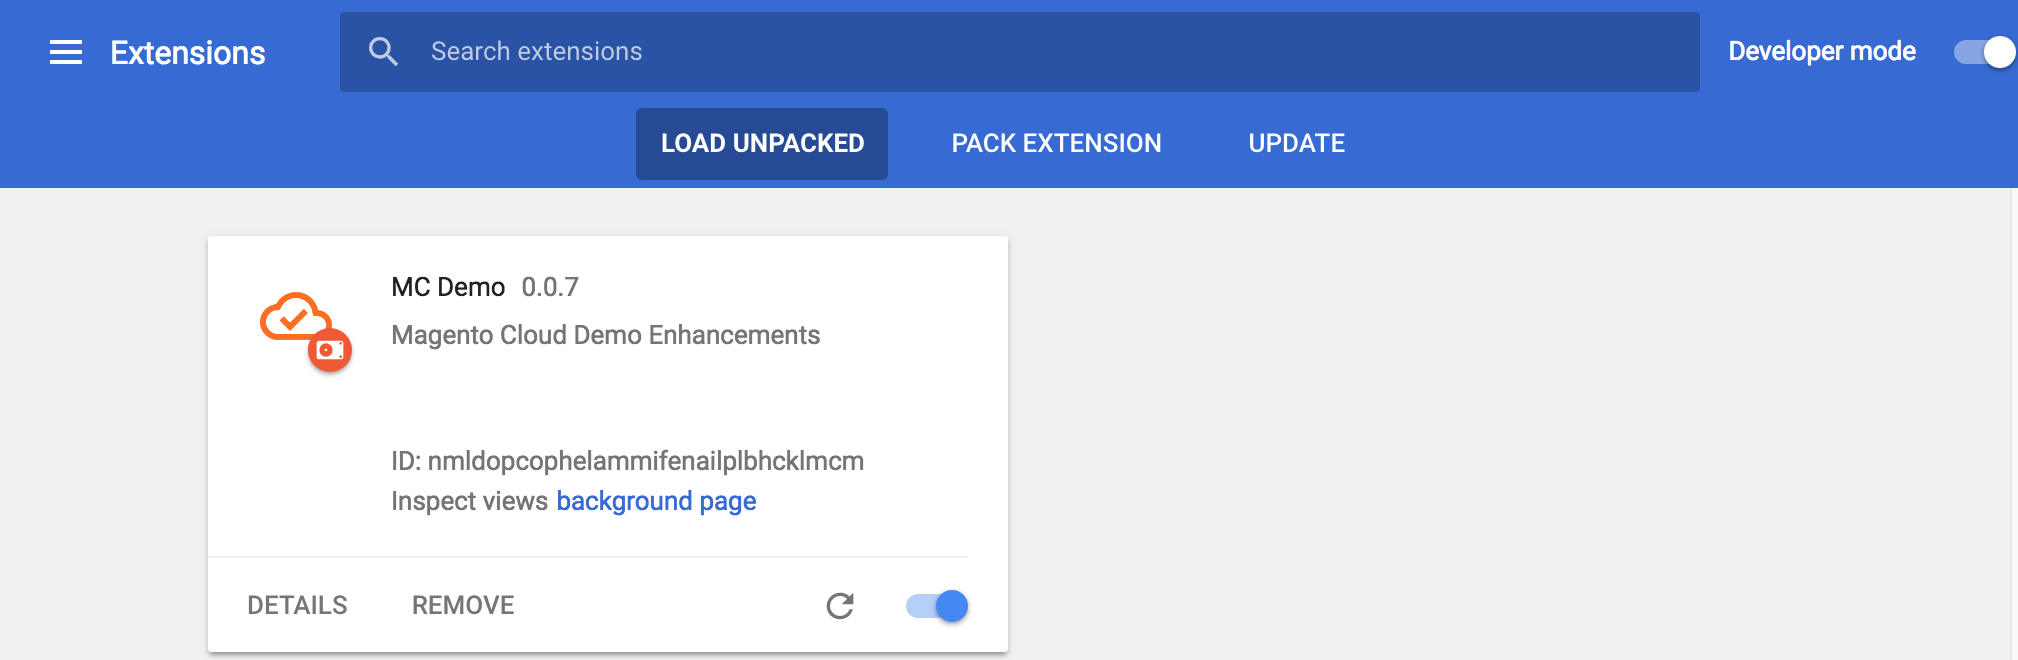 Extensions
Search extensions
Developer mode
LOAD UNPACKED
PACK EXTENSION
UPDATE
MC Demo 0.0.7
Magento Cloud Demo Enhancements
ID: nmldopcophelammifenailplbhcklmcm
Inspect views background page
DETAILS
REMOVE